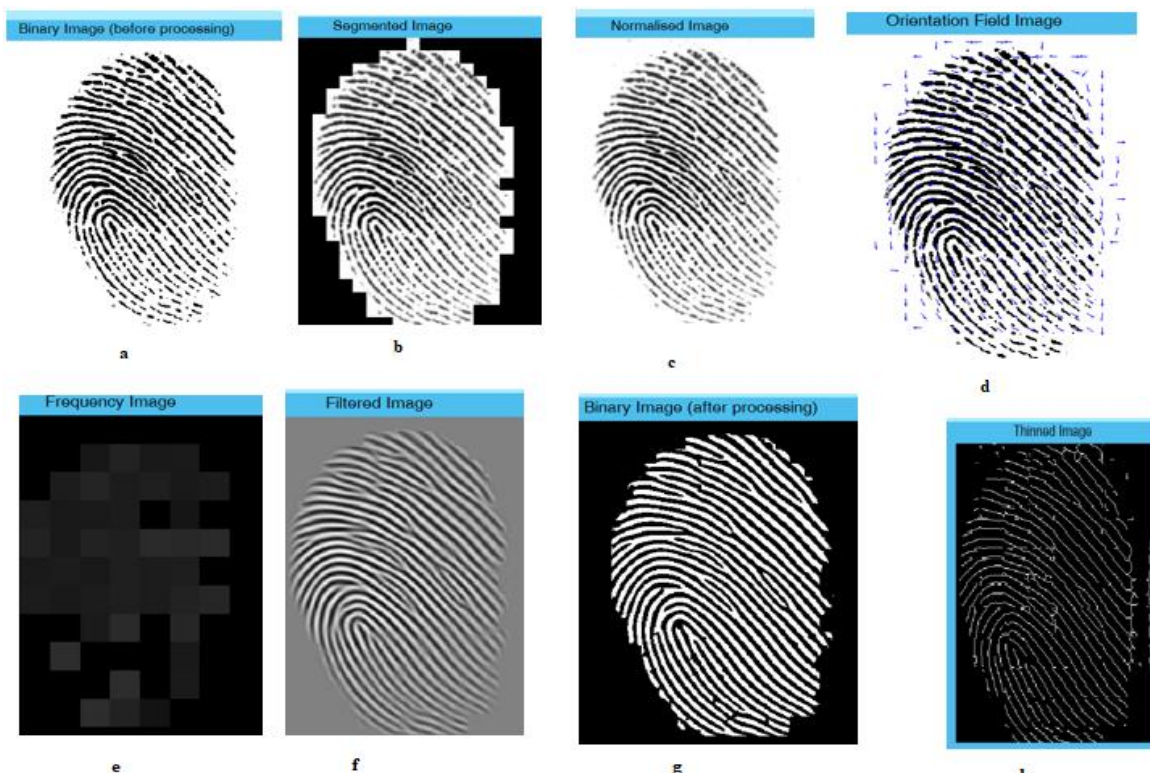 Binary Image (before processing)
Segmented Image
Normalised Image
Orientation Field Image
a
b
c
d
Frequency Image
Filtered Image
Binary Image (after processing)
Thinned Image
e
f
g